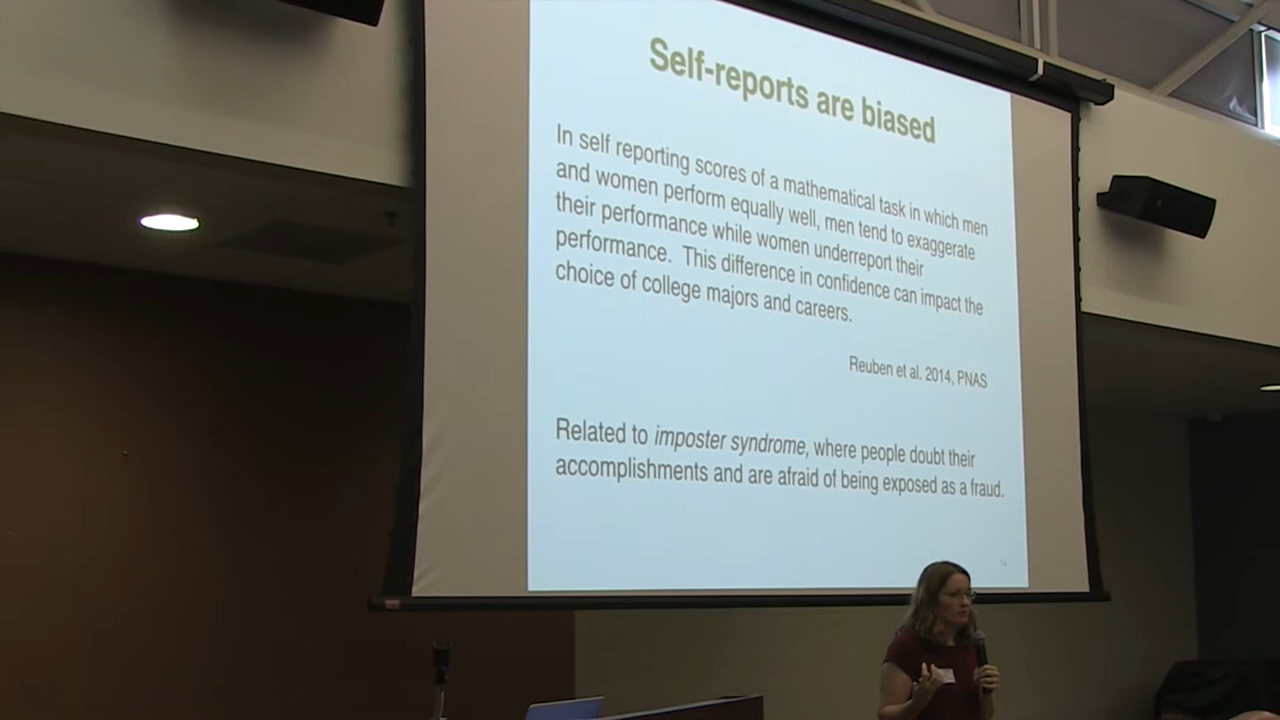 Self-reports are biased
In self reporting scores of a mathematical task in which men
and women perform equally well, men tend to exaggerate
their performance while women underreport their
performance. This difference in confidence can impact the
choice of college majors and careers.
Reuben et al. 2014, PNAS
Related to imposter syndrome, where people doubt their
accomplishments and are afraid of being exposed as a fraud.